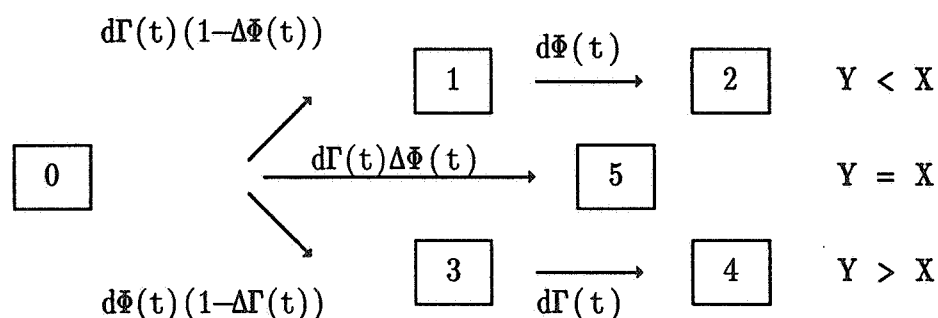 dΓ(t)(1−ΔΦ(t))
1 dΦ(t) 2 Y < X
0 dΓ(t)ΔΦ(t) 5 Y = X
3 dΓ(t) 4 Y > X
dΦ(t)(1−ΔΓ(t))